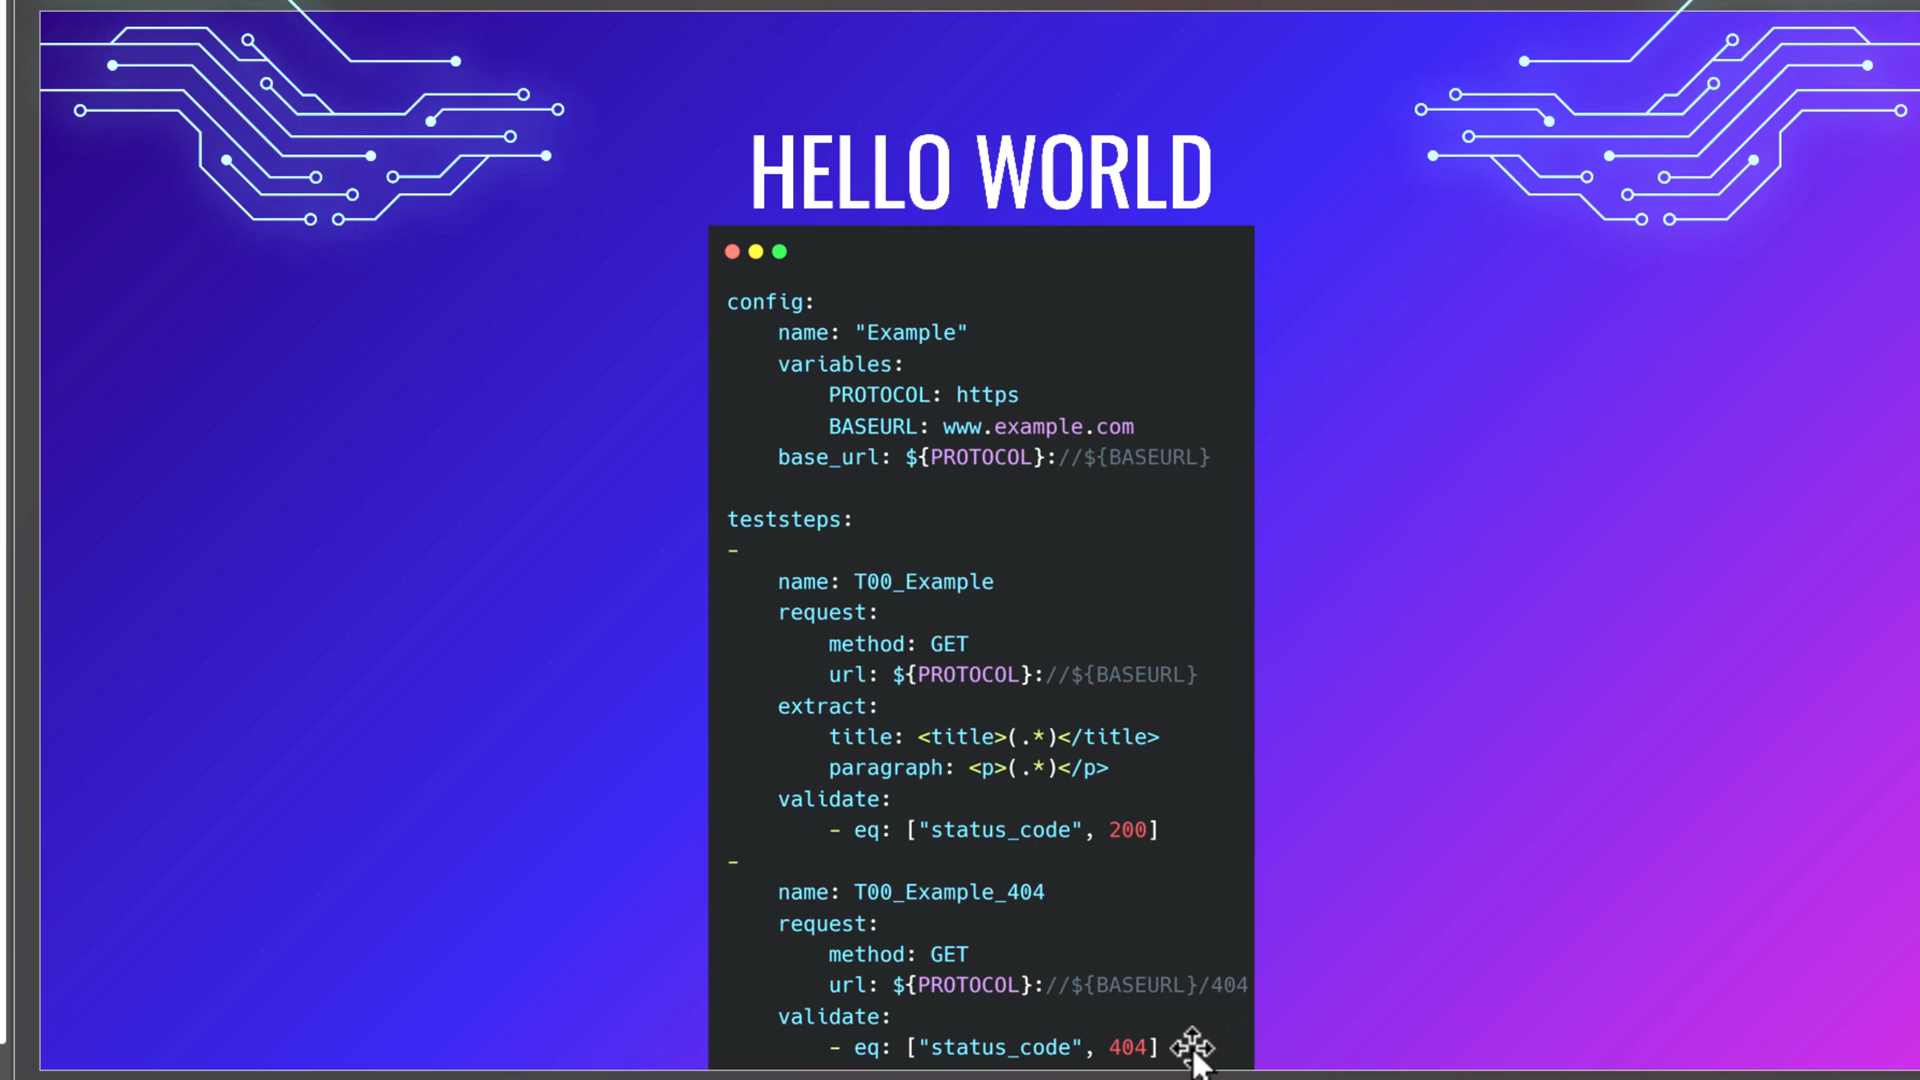 HELLO WORLD
config:
    name: "Example"
    variables:
        PROTOCOL: https
        BASEURL: www.example.com
    base_url: ${PROTOCOL}://${BASEURL}

teststeps:
-
    name: T00_Example
    request:
        method: GET
        url: ${PROTOCOL}://${BASEURL}
    extract:
        title: <title>(.*)</title>
        paragraph: <p>(.*)</p>
    validate:
        - eq: ["status_code", 200]
-
    name: T00_Example_404
    request:
        method: GET
        url: ${PROTOCOL}://${BASEURL}/404
    validate:
        - eq: ["status_code", 404]